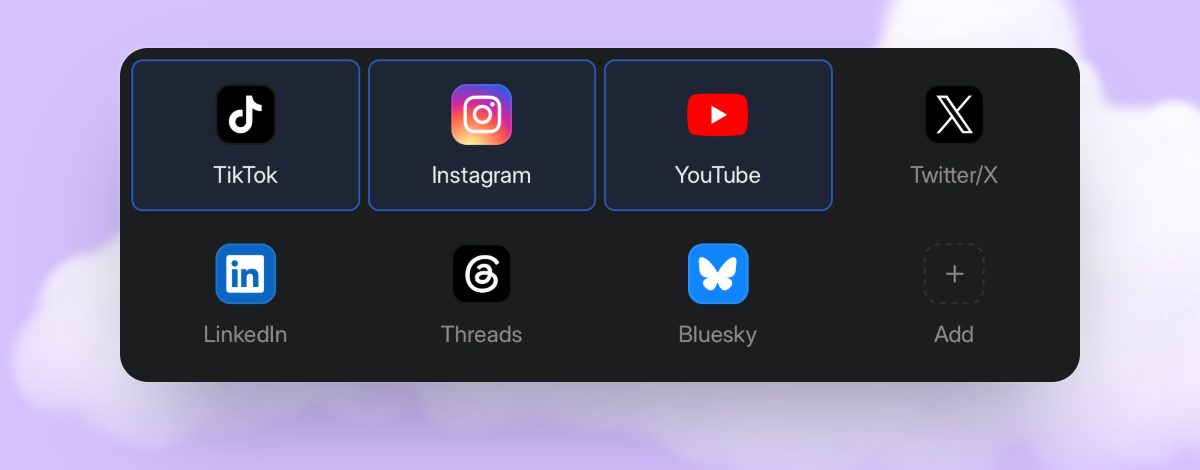 TikTok
Instagram
YouTube
Twitter/X
LinkedIn
Threads
Bluesky
Add